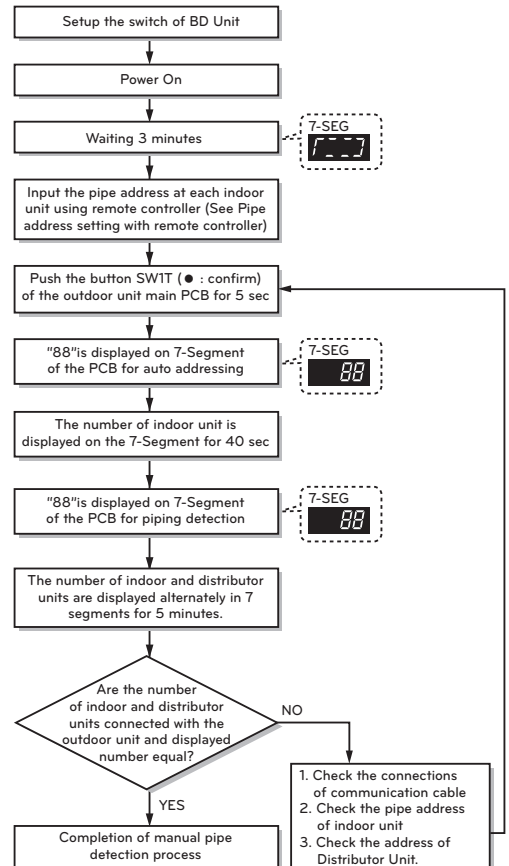 Setup the switch of BD Unit
Power On
Waiting 3 minutes
7-SEG
Input the pipe address at each indoor
unit using remote controller (See Pipe
address setting with remote controller)
Push the button SW1T (● : confirm)
of the outdoor unit main PCB for 5 sec
"88"is displayed on 7-Segment
of the PCB for auto addressing
7-SEG
88
The number of indoor unit is
displayed on the 7-Segment for 40 sec
"88"is displayed on 7-Segment
of the PCB for piping detection
7-SEG
88
The number of indoor and distributor
units are displayed alternately in 7
segments for 5 minutes.
Are the number
of indoor and distributor
units connected with the
outdoor unit and displayed
number equal?
NO
YES
1. Check the connections
of communication cable
2. Check the pipe address
of indoor unit
3. Check the address of
Distributor Unit.
Completion of manual pipe
detection process